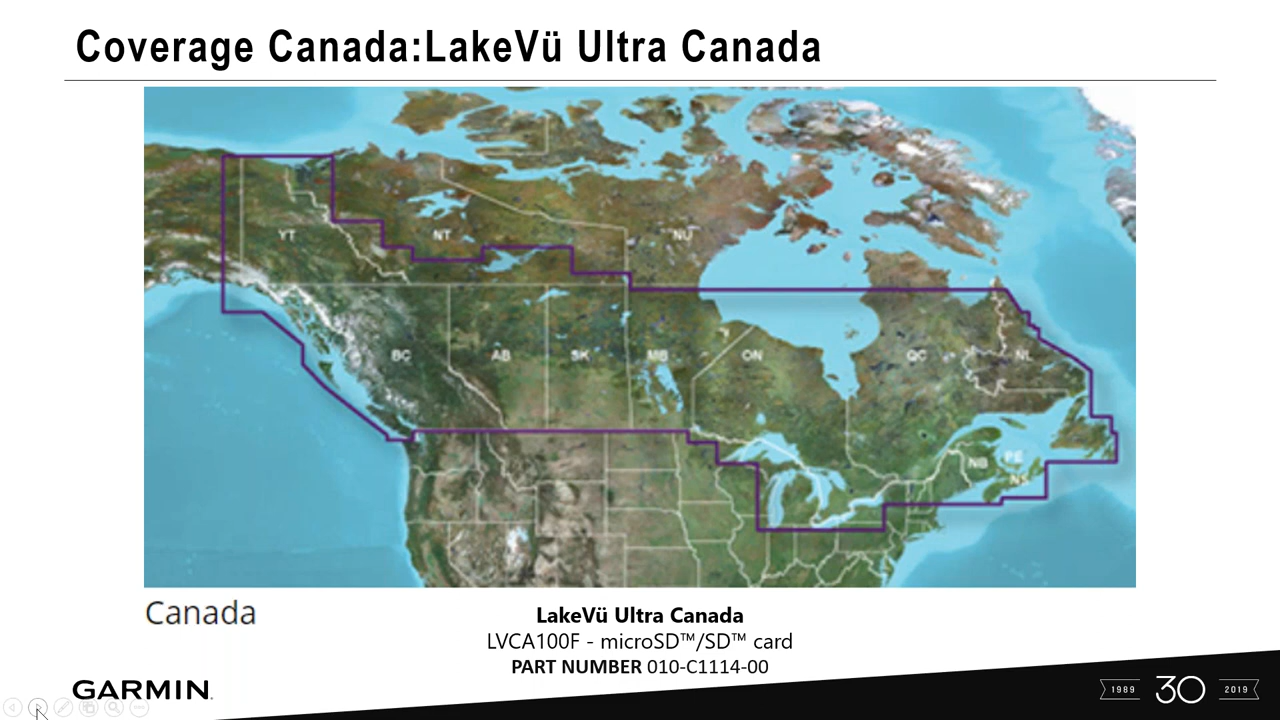 Coverage Canada:LakeVü Ultra Canada
YT
NT
NU
BC
AB
SK
MB
ON
QC
NL
NB
PE
NS
Canada
LakeVü Ultra Canada
LVCA100F - microSD™/SD™ card
PART NUMBER 010-C1114-00
GARMIN.
1989
30
2019